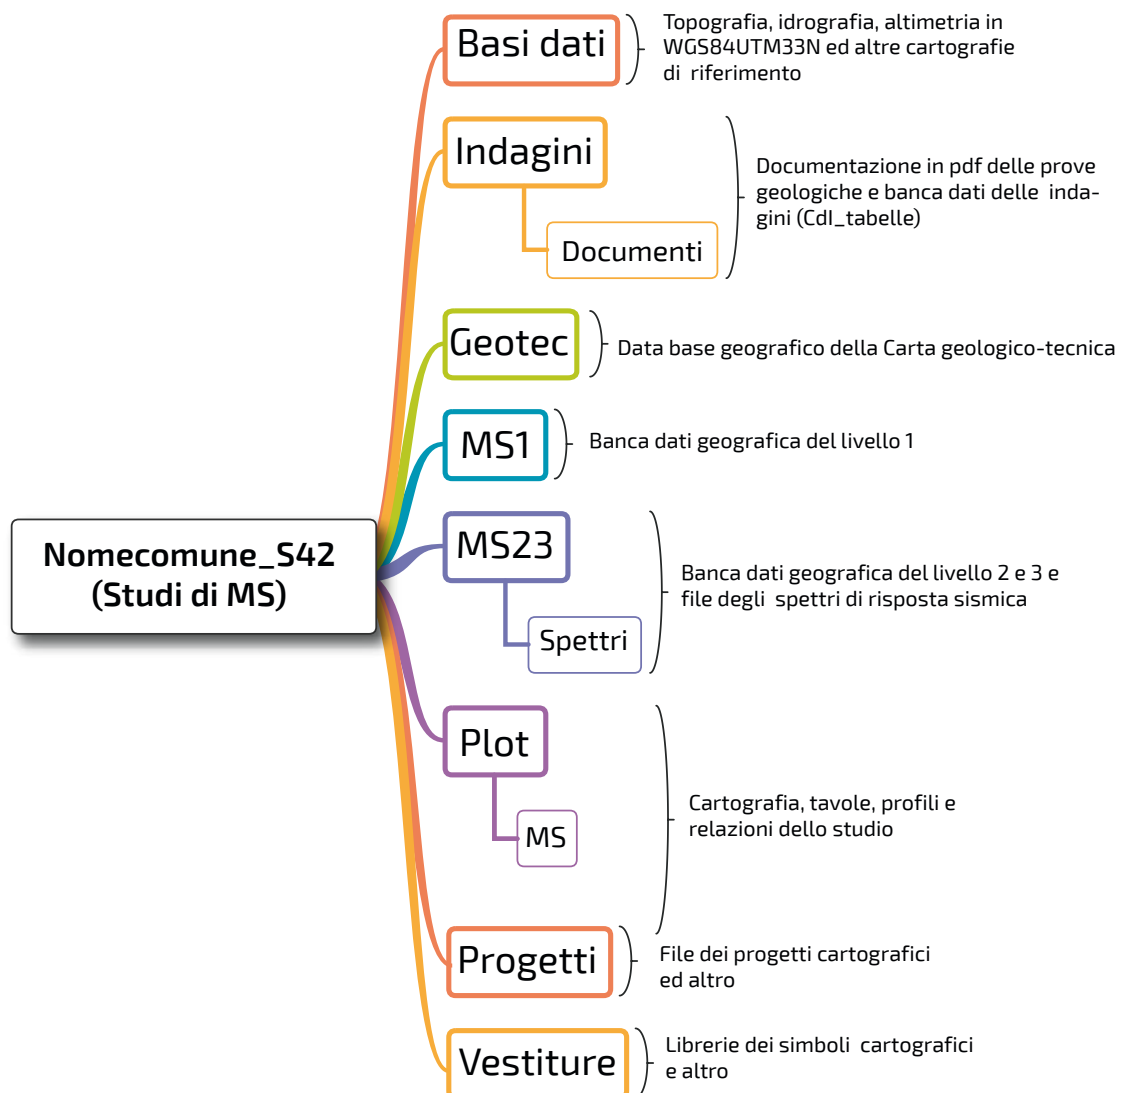 Basi dati
Topografia, idrografia, altimetria in
WGS84UTM33N ed altre cartografie
di riferimento
Indagini
Documenti
Documentazione in pdf delle prove
geologiche e banca dati delle inda-
gini (CdI_tabelle)
Geotec
Data base geografico della Carta geologico-tecnica
MS1
Banca dati geografica del livello 1
Nomecomune_S42
(Studi di MS)
MS23
Spettri
Banca dati geografica del livello 2 e 3 e
file degli spettri di risposta sismica
Plot
MS
Cartografia, tavole, profili e
relazioni dello studio
Progetti
File dei progetti cartografici
ed altro
Vestiture
Librerie dei simboli cartografici
e altro